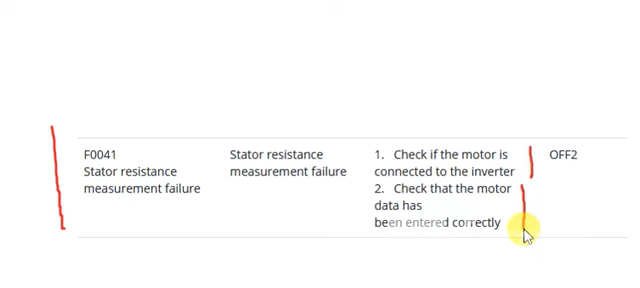 F0041
Stator resistance
measurement failure
Stator resistance
measurement failure
1. Check if the motor is
connected to the inverter
2. Check that the motor
data has
been entered correctly
OFF2